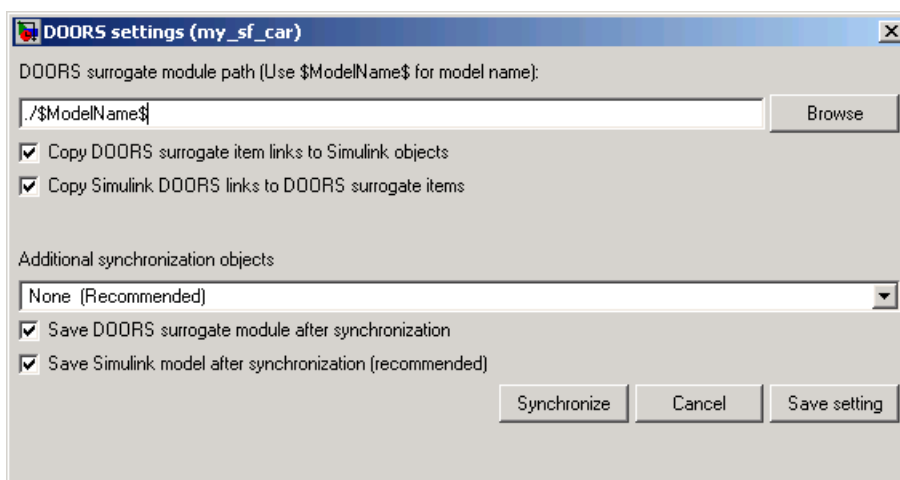 DOORS settings (my_sf_car)
DOORS surrogate module path (Use $ModelName$ for model name):
./$ModelName$
Browse
Copy DOORS surrogate item links to Simulink objects
Copy Simulink DOORS links to DOORS surrogate items
Additional synchronization objects
None (Recommended)
Save DOORS surrogate module after synchronization
Save Simulink model after synchronization (recommended)
Synchronize Cancel Save setting